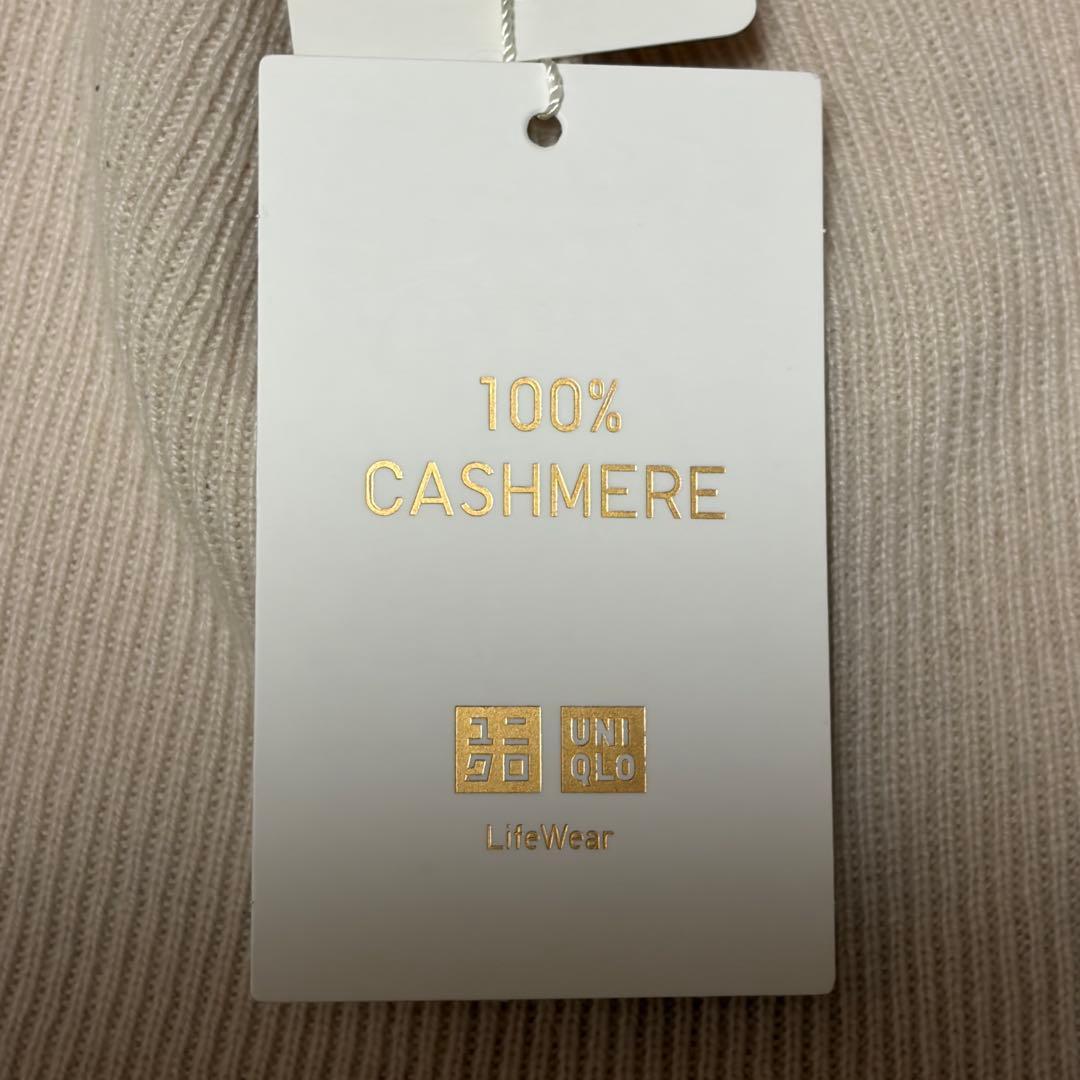 100%
CASHMERE
ユニ
クロ
UNI
QLO
LifeWear